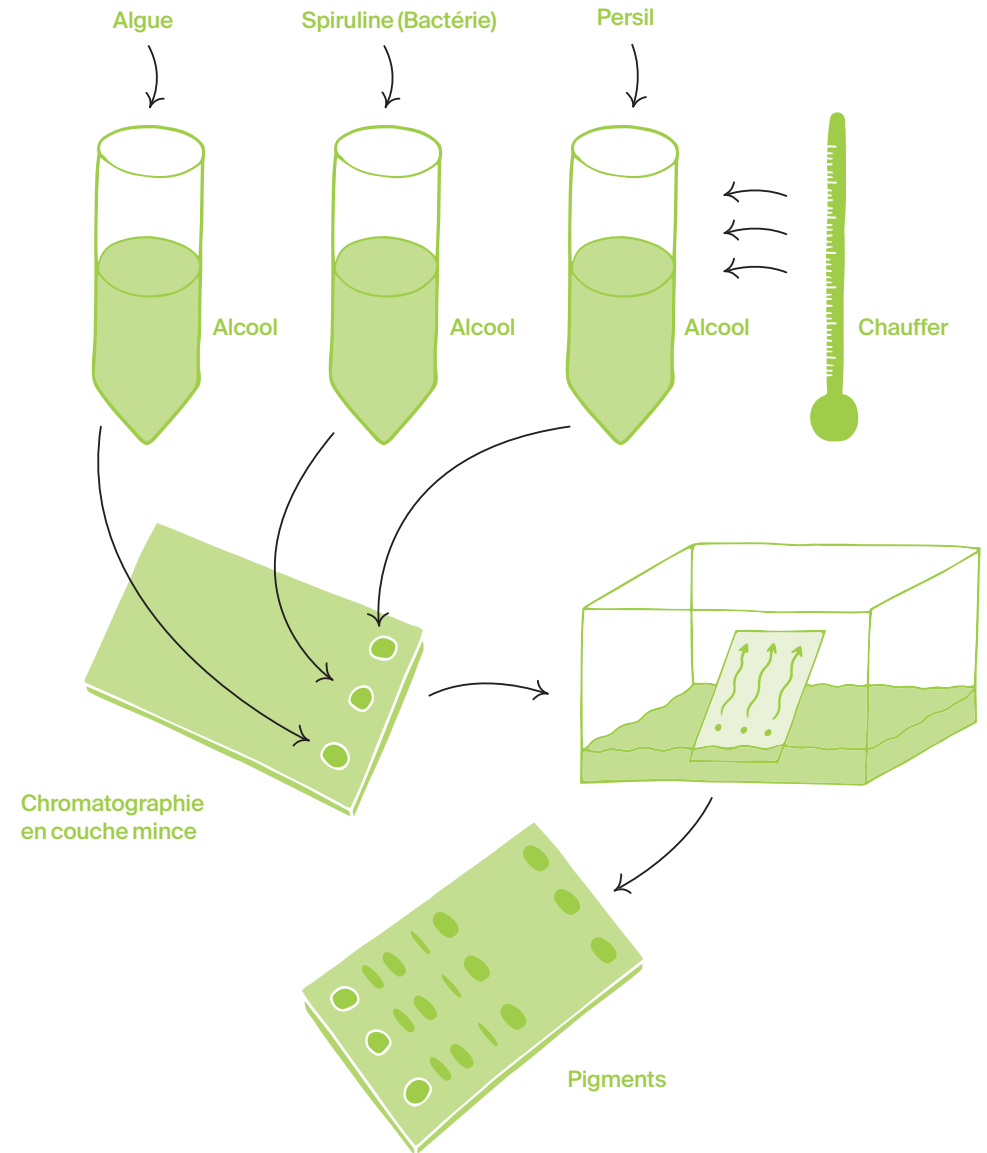 Algue
Spiruline (Bactérie)
Persil
Alcool
Alcool
Alcool
Chauffer
Chromatographie
en couche mince
Pigments